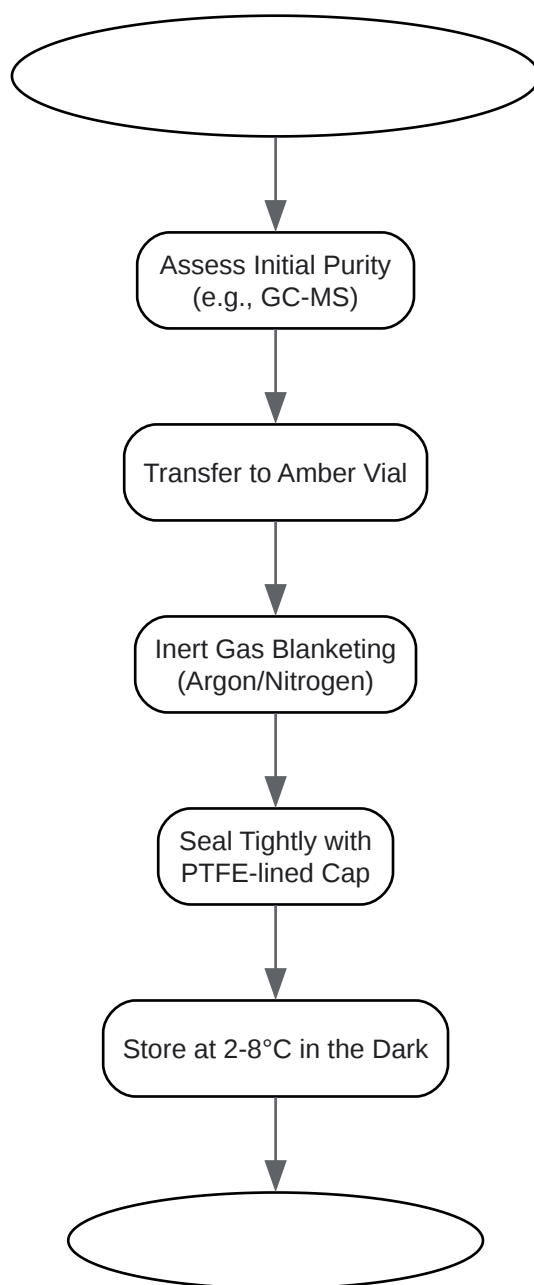 Assess Initial Purity
(e.g., GC-MS)
Transfer to Amber Vial
Inert Gas Blanketing
(Argon/Nitrogen)
Seal Tightly with
PTFE-lined Cap
Store at 2-8°C in the Dark